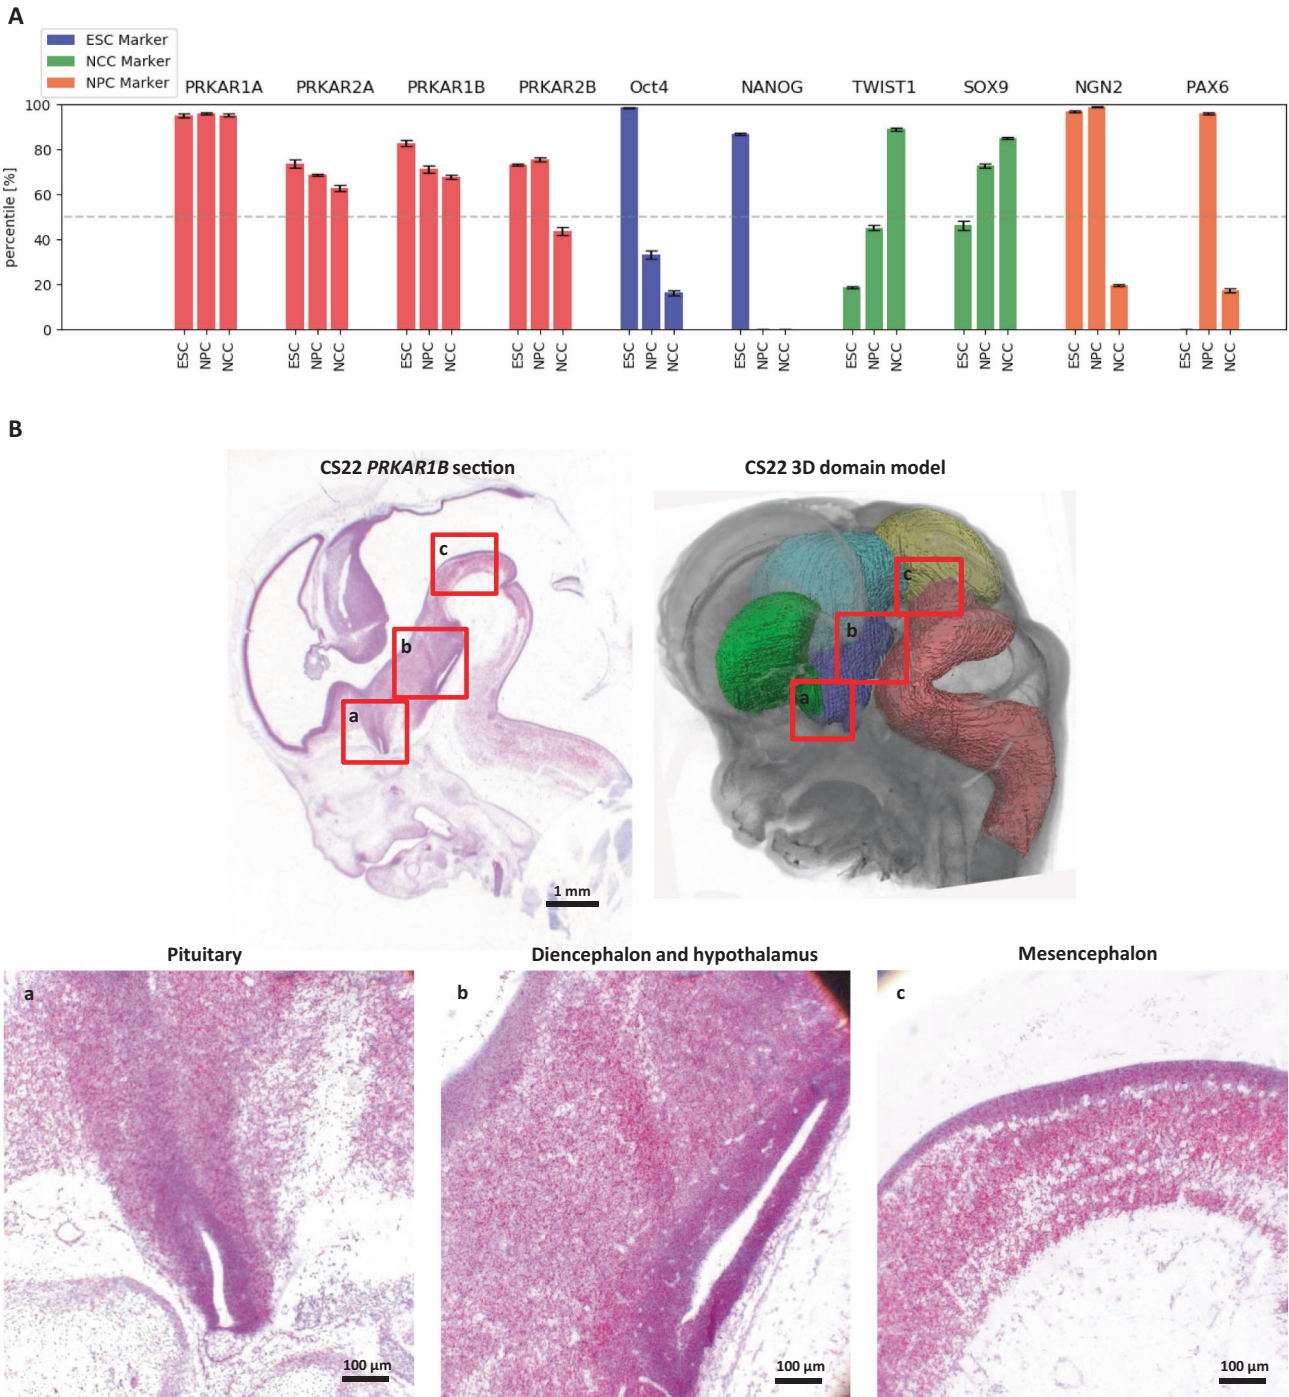 A
ESC Marker
NCC Marker
NPC Marker
PRKAR1A PRKAR2A PRKAR1B PRKAR2B Oct4 NANOG TWIST1 SOX9 NGN2 PAX6
percentile [%]
100
80
60
40
20
0
ESC NPC NCC ESC NPC NCC ESC NPC NCC ESC NPC NCC ESC NPC NCC ESC NPC NCC ESC NPC NCC ESC NPC NCC ESC NPC NCC ESC NPC NCC
B
CS22 PRKAR1B section
CS22 3D domain model
c
b
a
1 mm
c
b
a
Pituitary
Diencephalon and hypothalamus
Mesencephalon
a
b
c
100 µm
100 µm
100 µm